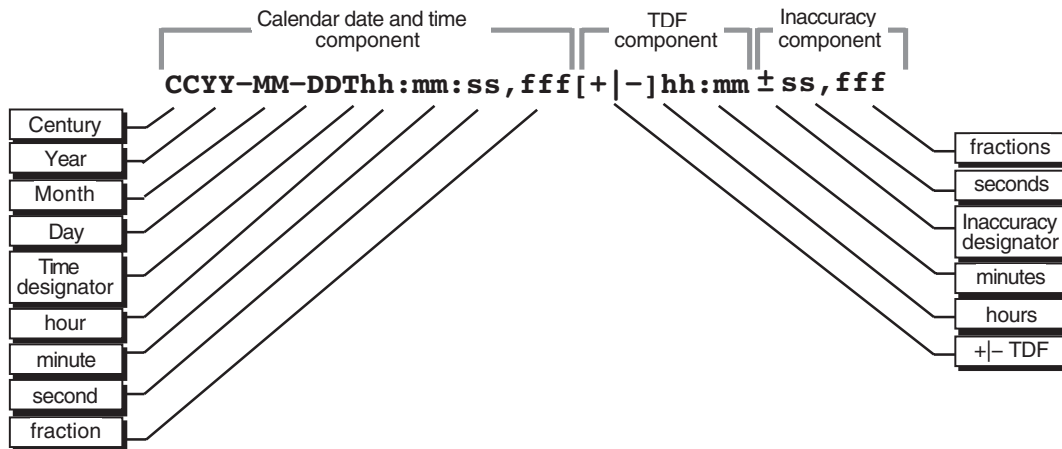 Calendar date and time
component
TDF
component
Inaccuracy
component
CCYY−MM−DDThh:mm:ss,fff[+|−]hh:mm±ss,fff
Century
Year
Month
Day
Time
designator
hour
minute
second
fraction
fractions
seconds
Inaccuracy
designator
minutes
hours
+|− TDF